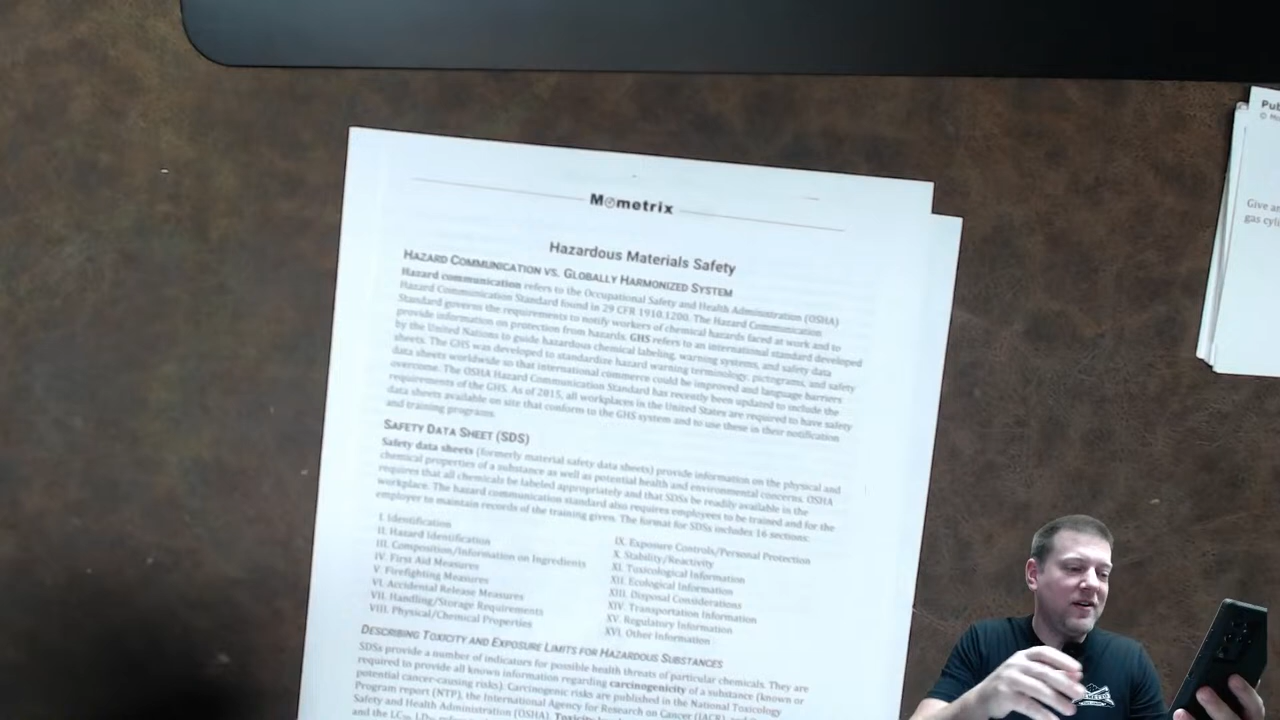 Mometrix
Hazardous Materials Safety
HAZARD COMMUNICATION VS. GLOBALLY HARMONIZED SYSTEM
Hazard communication refers to the Occupational Safety and Health Administration (OSHA)
Hazard Communication Standard found in 29 CFR 1910.1200. The Hazard Communication
Standard governs the requirements to notify workers of chemical hazards faced at work and to
provide information on protection from hazards. GHS refers to an international standard developed
by the United Nations to guide hazardous chemical labeling, warning systems, and safety data
sheets. The GHS was developed to standardize hazard warning terminology, pictograms, and safety
data sheets worldwide so that international commerce could be improved and language barriers
overcome. The OSHA Hazard Communication Standard has recently been updated to include the
requirements of the GHS. As of 2015, all workplaces in the United States are required to have safety
data sheets available on site that conform to the GHS system and to use these in their notification
and training programs.
SAFETY DATA SHEET (SDS)
Safety data sheets (formerly material safety data sheets) provide information on the physical and
chemical properties of a substance as well as potential health and environmental concerns. OSHA
requires that all chemicals be labeled appropriately and that SDSs be readily available in the
workplace. The hazard communication standard also requires employees to be trained and for the
employer to maintain records of the training given. The format for SDSs includes 16 sections:
I. Identification
II. Hazard Identification
III. Composition/Information on Ingredients
IV. First Aid Measures
V. Firefighting Measures
VI. Accidental Release Measures
VII. Handling/Storage Requirements
VIII. Physical/Chemical Properties
IX. Exposure Controls/Personal Protection
X. Stability/Reactivity
XI. Toxicological Information
XII. Ecological Information
XIII. Disposal Considerations
XIV. Transportation Information
XV. Regulatory Information
XVI. Other Information
DESCRIBING TOXICITY AND EXPOSURE LIMITS FOR HAZARDOUS SUBSTANCES
SDSs provide a number of indicators for possible health threats of particular chemicals. They are
required to provide all known information regarding carcinogenicity of a substance (known or
potential cancer-causing risks). Carcinogenic risks are published in the National Toxicology
Program report (NTP), the International Agency for Research on Cancer (IACR), and
Safety and Health Administration (OSHA). Toxicity
and the LC50
Pub
Give an
gas cyli